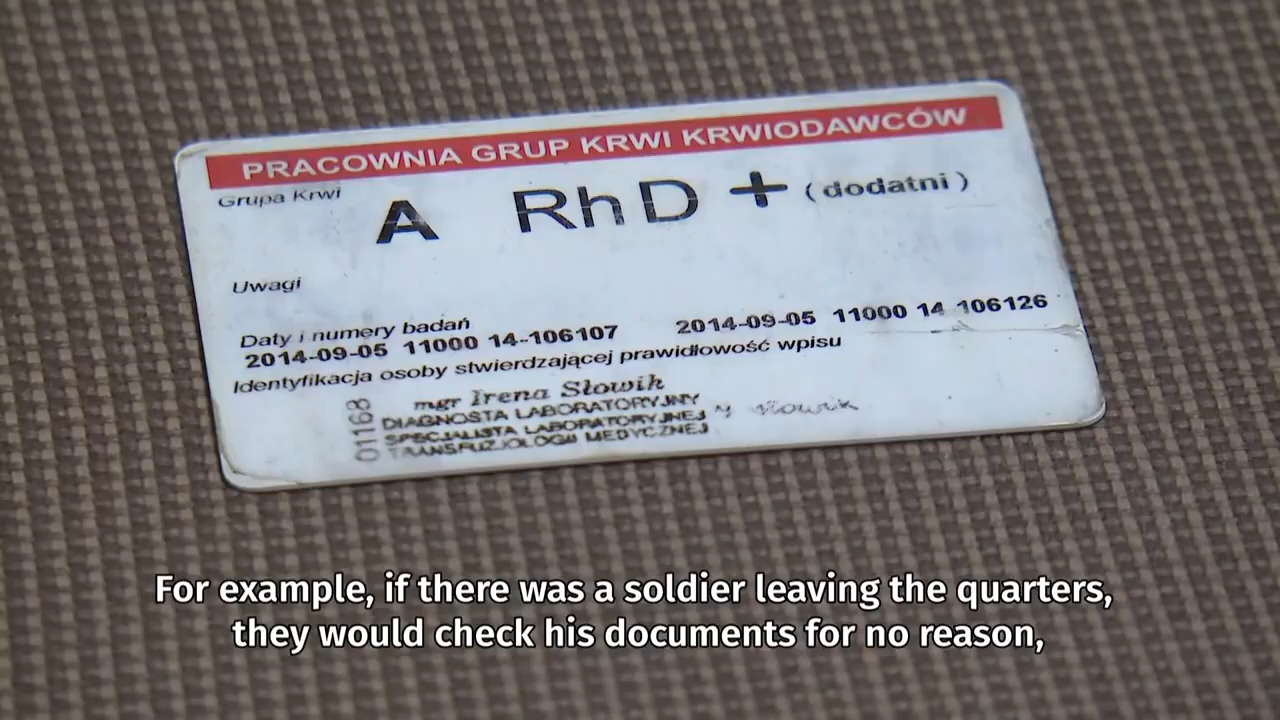 PRACOWNIA GRUP KRWI KRWIODAWCÓW
Grupa Krwi
A RhD + (dodatni)
Uwagi
Daty i numery badań
2014-09-05 11000 14-106107 2014-09-05 11000 14 106126
Identyfikacja osoby stwierdzającej prawidłowość wpisu
01168
mgr Irena Słowik
DIAGNOSTA LABORATORYJNY
SPECJALISTA LABORATORYJNEJ
TRANSFUZJOLOGII MEDYCZNEJ
For example, if there was a soldier leaving the quarters,
they would check his documents for no reason,